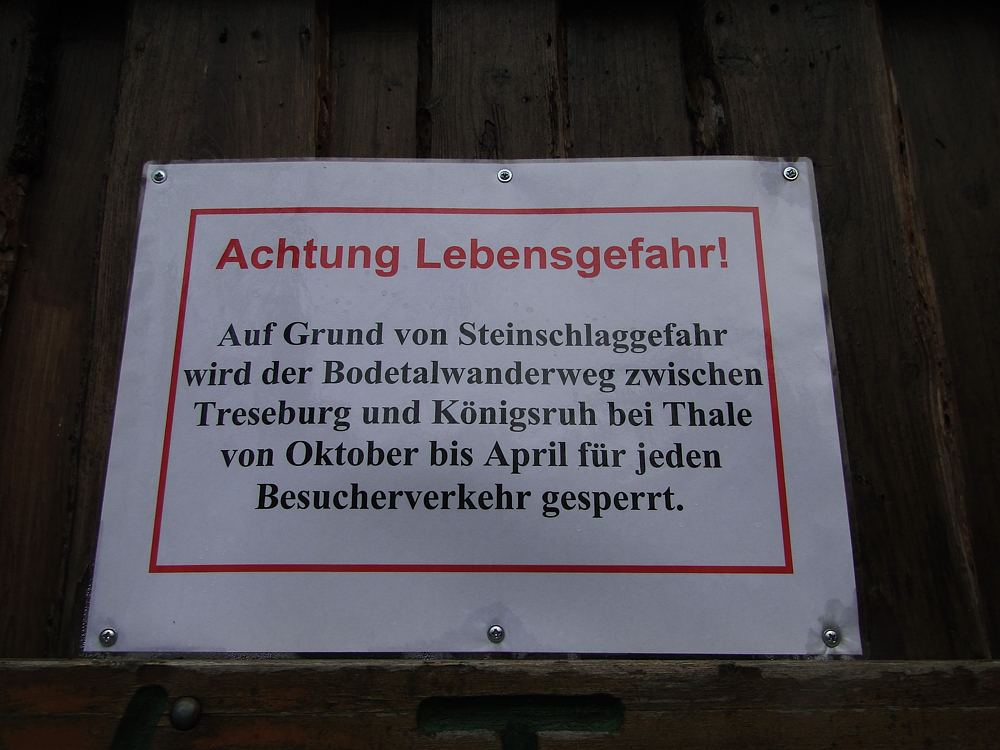 Achtung Lebensgefahr!
Auf Grund von Steinschlaggefahr
wird der Bodetalwanderweg zwischen
Treseburg und Königsruh bei Thale
von Oktober bis April für jeden
Besucherverkehr gesperrt.